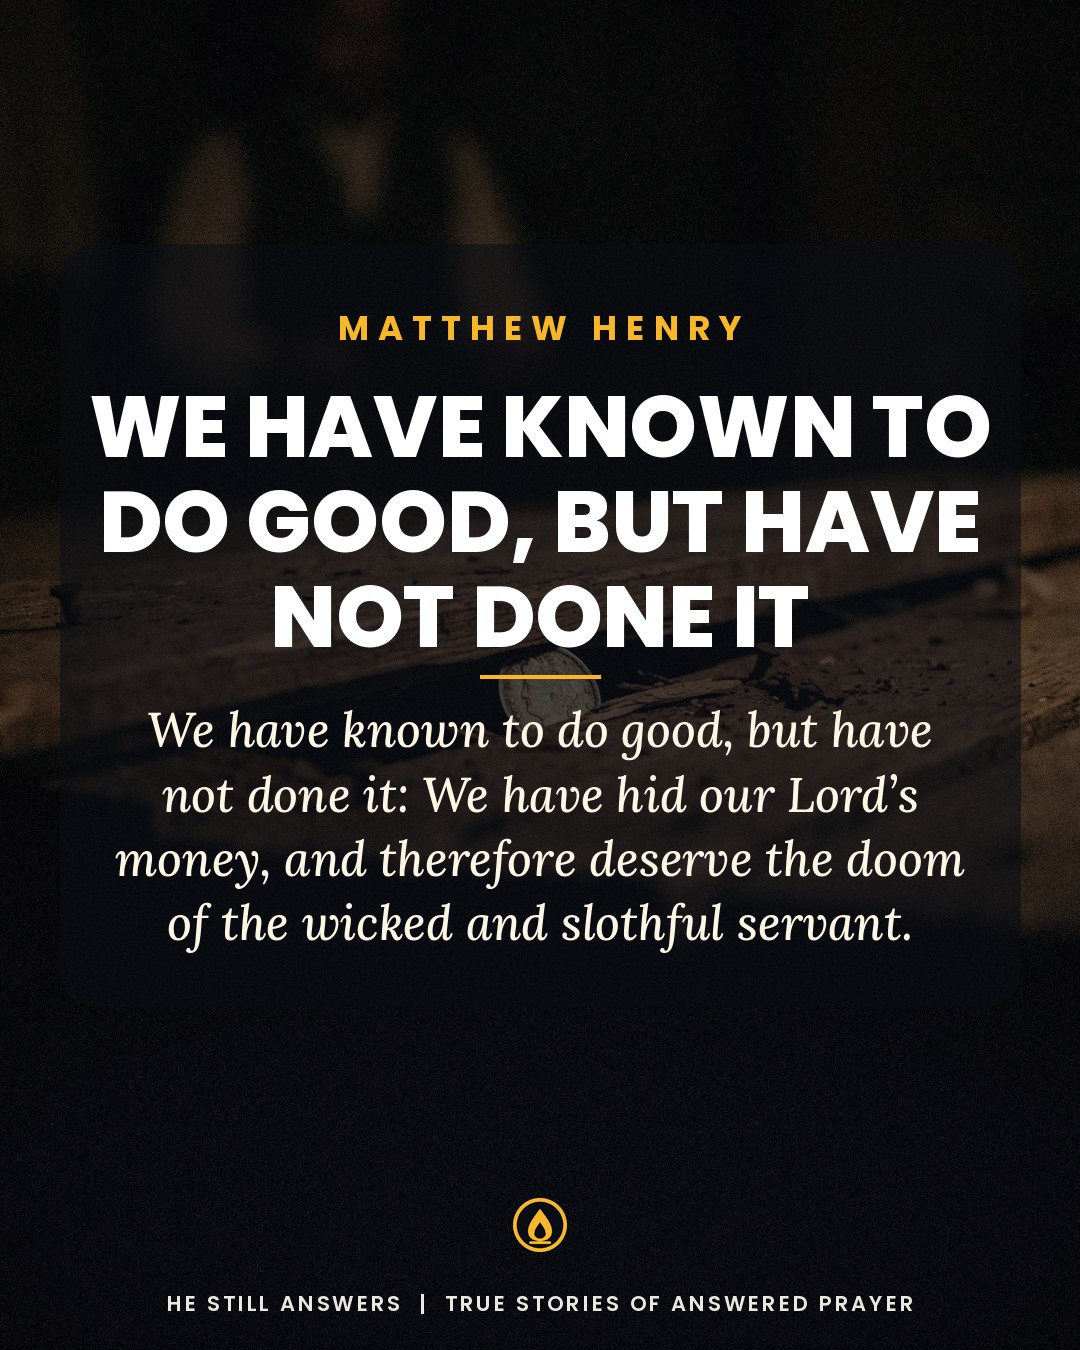 MATTHEW HENRY
WE HAVE KNOWN TO
DO GOOD, BUT HAVE
NOT DONE IT
We have known to do good, but have
not done it: We have hid our Lord’s
money, and therefore deserve the doom
of the wicked and slothful servant.
HE STILL ANSWERS | TRUE STORIES OF ANSWERED PRAYER